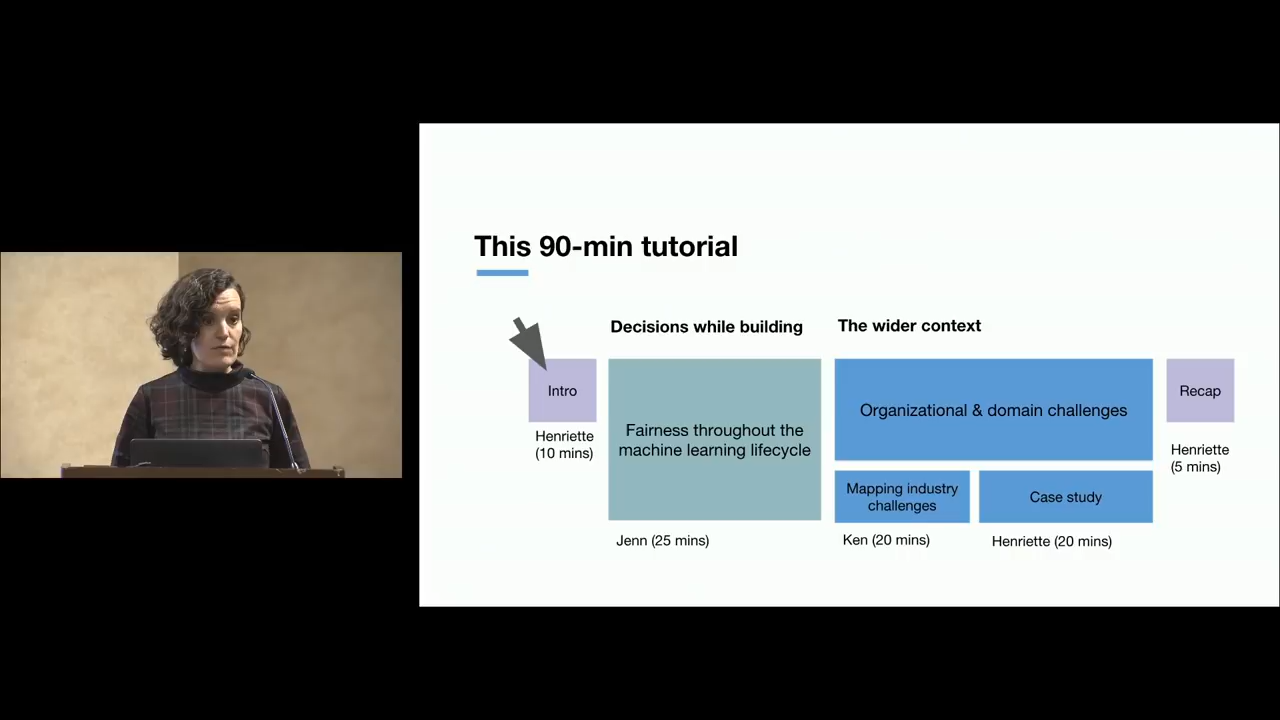 This 90-min tutorial
Decisions while building
The wider context
Intro
Henriette
(10 mins)
Fairness throughout the
machine learning lifecycle
Jenn (25 mins)
Organizational & domain challenges
Mapping industry
challenges
Ken (20 mins)
Case study
Henriette (20 mins)
Recap
Henriette
(5 mins)